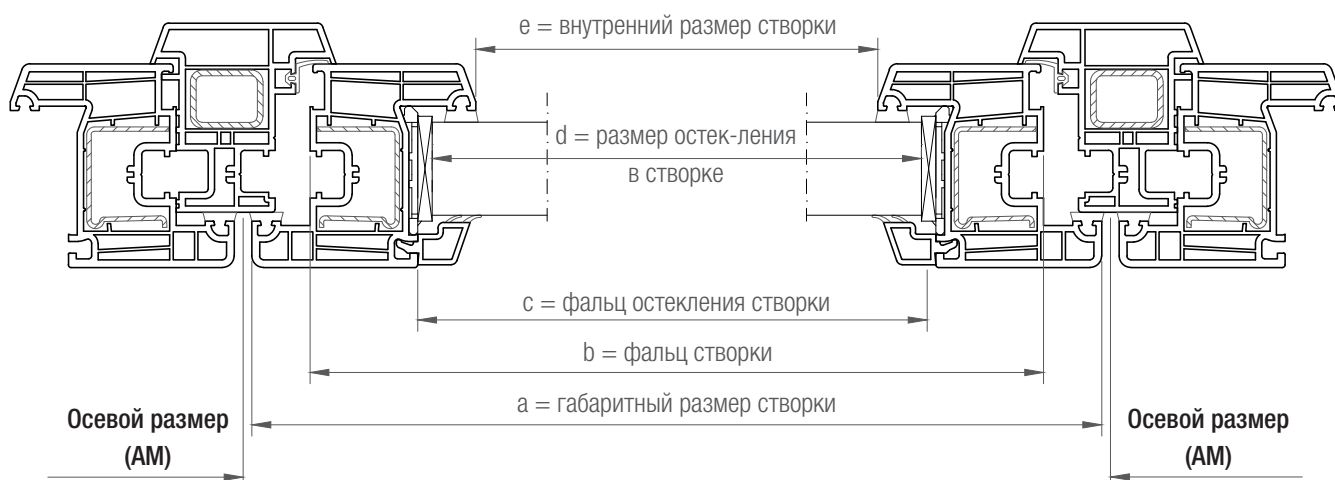 e = внутренний размер створки
d = размер остек-ления
в створке
c = фальц остекления створки
b = фальц створки
a = габаритный размер створки
Осевой размер
(AM)
Осевой размер
(AM)